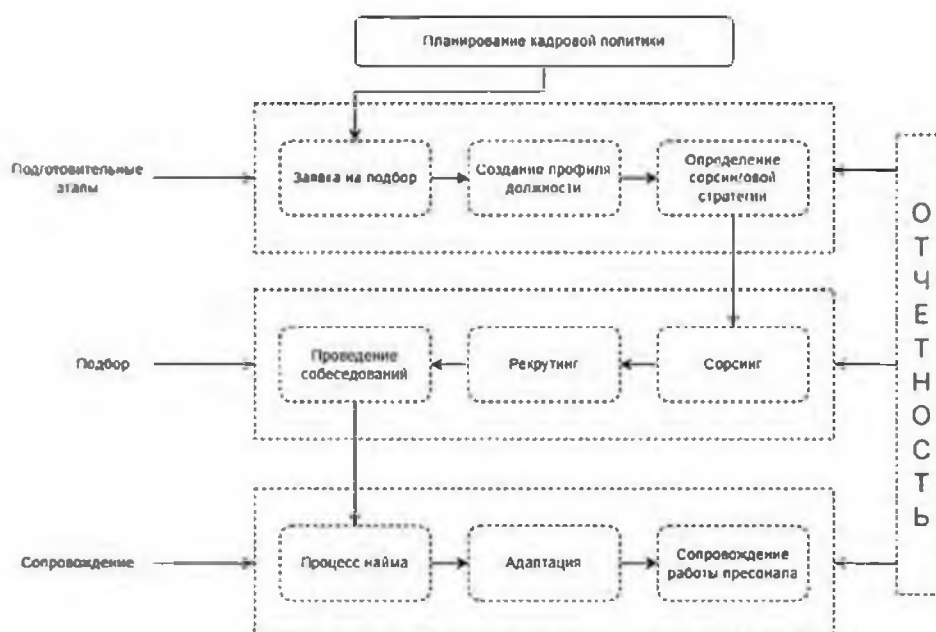 Планирование кадровой политики
Подготовительные
этапы
Заявка на подбор
Создание профиля
должности
Определение
сорсинговой
стратегии
Подбор
Проведение
собеседований
Рекрутинг
Сорсинг
Сопровождение
Процесс найма
Адаптация
Сопровождение
работы пресонала
ОТЧЕТНОСТЬ